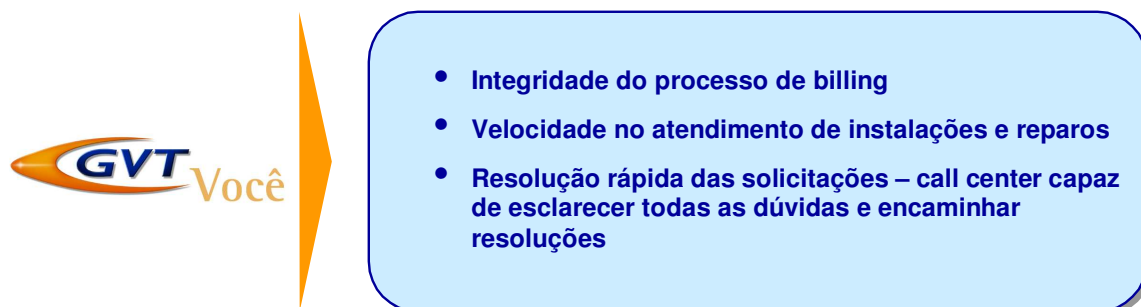 GVT
Você
• Integridade do processo de billing
• Velocidade no atendimento de instalações e reparos
• Resolução rápida das solicitações – call center capaz
de esclarecer todas as dúvidas e encaminhar
resoluções